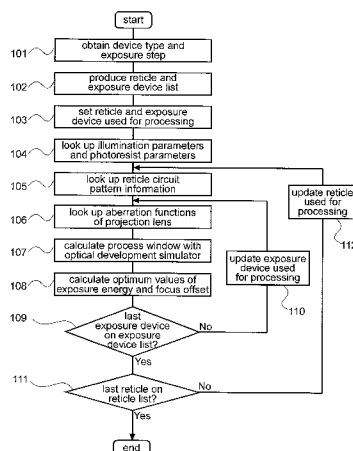 start
101
obtain device type and
exposure step
102
produce reticle and
exposure device list
103
set reticle and exposure
device used for processing
104
look up illumination parameters
and photoresist parameters
105
look up reticle circuit
pattern information
106
look up aberration functions
of projection lens
107
calculate process window with
optical development simulator
108
calculate optimum values of
exposure energy and focus offset
109
last
exposure device
on exposure
device list?
No
update exposure
device used
for processing
110
Yes
111
last reticle on
reticle list?
No
update reticle
used for
processing
112
Yes
end